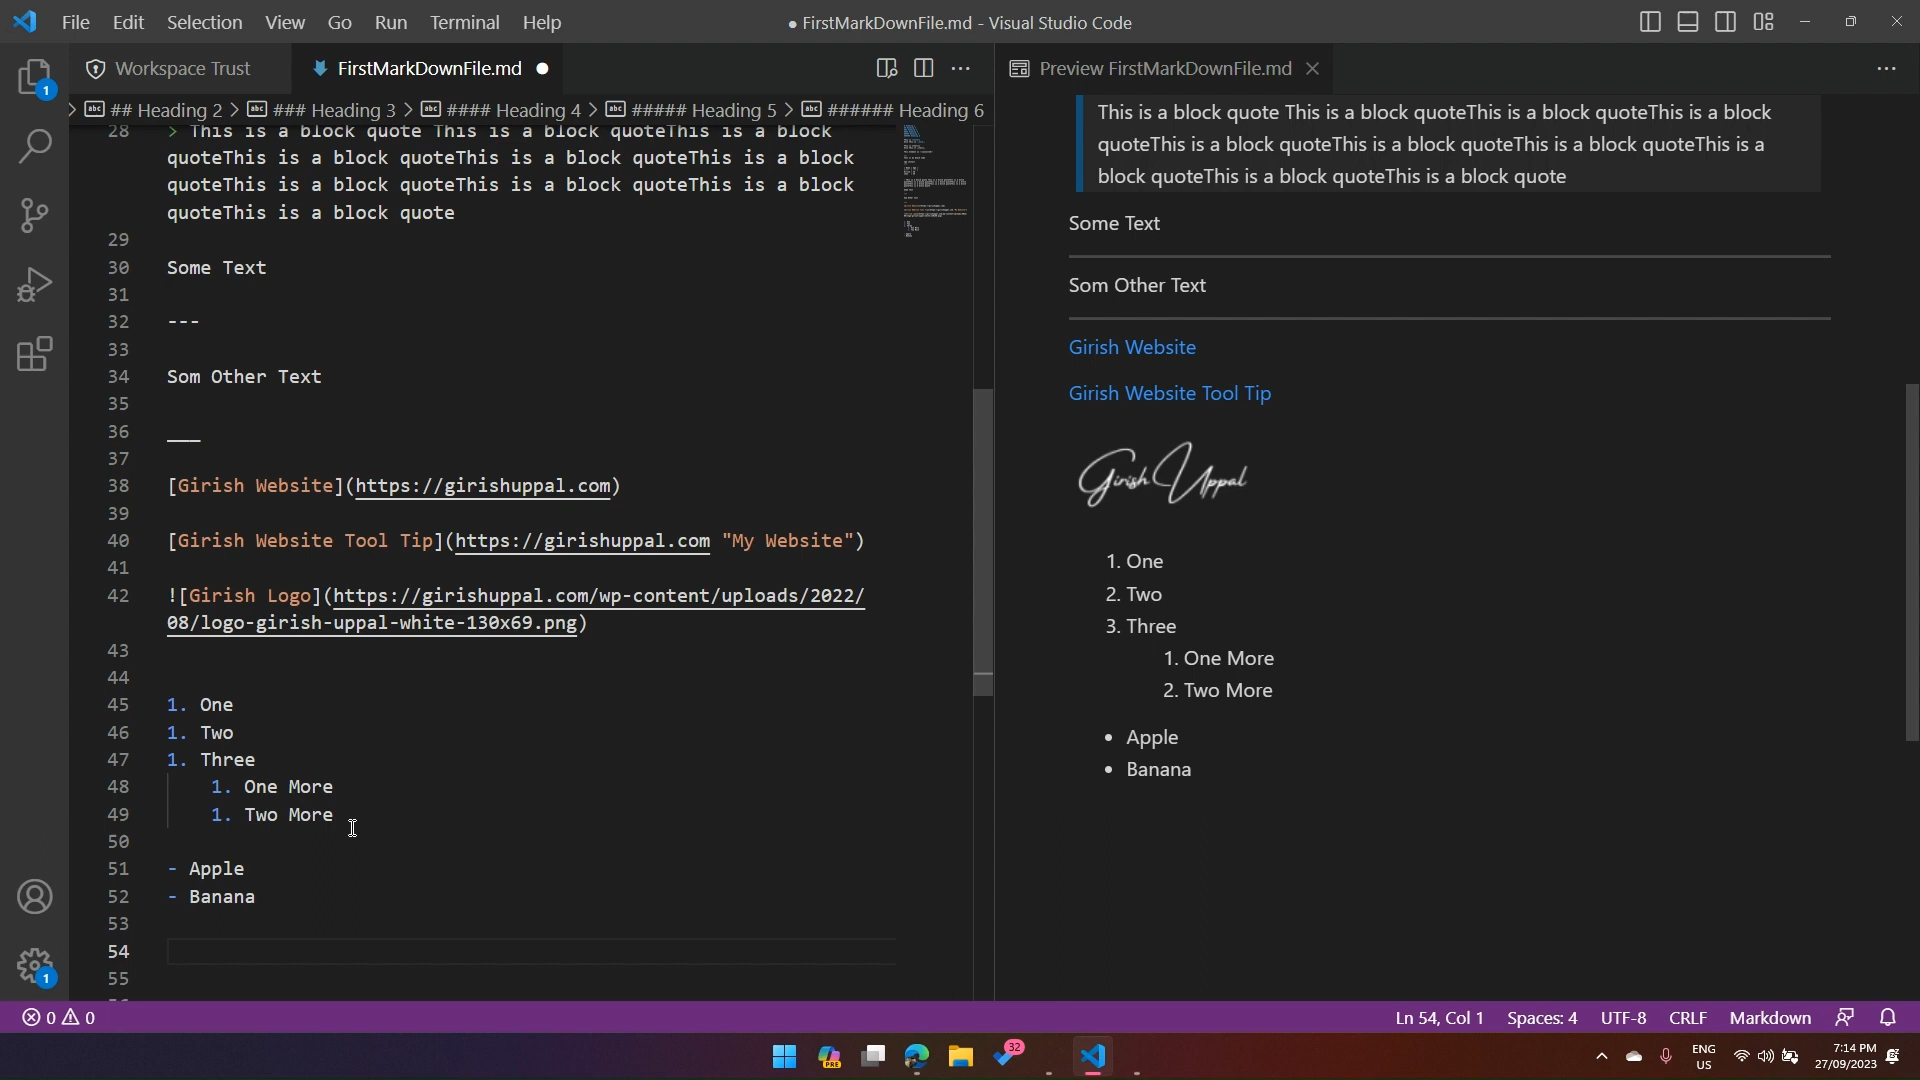 File Edit Selection View Go Run Terminal Help
● FirstMarkDownFile.md - Visual Studio Code
1
Workspace Trust
FirstMarkDownFile.md ●
## Heading 2 > ### Heading 3 > #### Heading 4 > ##### Heading 5 > ###### Heading 6
28 > This is a block quote This is a block quoteThis is a block
quoteThis is a block quoteThis is a block quoteThis is a block
quoteThis is a block quoteThis is a block quoteThis is a block
quoteThis is a block quote
29
30 Some Text
31
32 ---
33
34 Som Other Text
35
36 ___
37
38 [Girish Website](https://girishuppal.com)
39
40 [Girish Website Tool Tip](https://girishuppal.com "My Website")
41
42 ![Girish Logo](https://girishuppal.com/wp-content/uploads/2022/
08/logo-girish-uppal-white-130x69.png)
43
44
45 1. One
46 1. Two
47 1. Three
48 1. One More
49 1. Two More
50
51 - Apple
52 - Banana
53
54
55
1
Preview FirstMarkDownFile.md
This is a block quote This is a block quoteThis is a block quoteThis is a block
quoteThis is a block quoteThis is a block quoteThis is a block quoteThis is a
block quoteThis is a block quoteThis is a block quote
Some Text
Som Other Text
Girish Website
Girish Website Tool Tip
Girish Uppal
1. One
2. Two
3. Three
1. One More
2. Two More
• Apple
• Banana
0 0
Ln 54, Col 1 Spaces: 4 UTF-8 CRLF Markdown
PRE
32
ENG
US
7:14 PM
27/09/2023